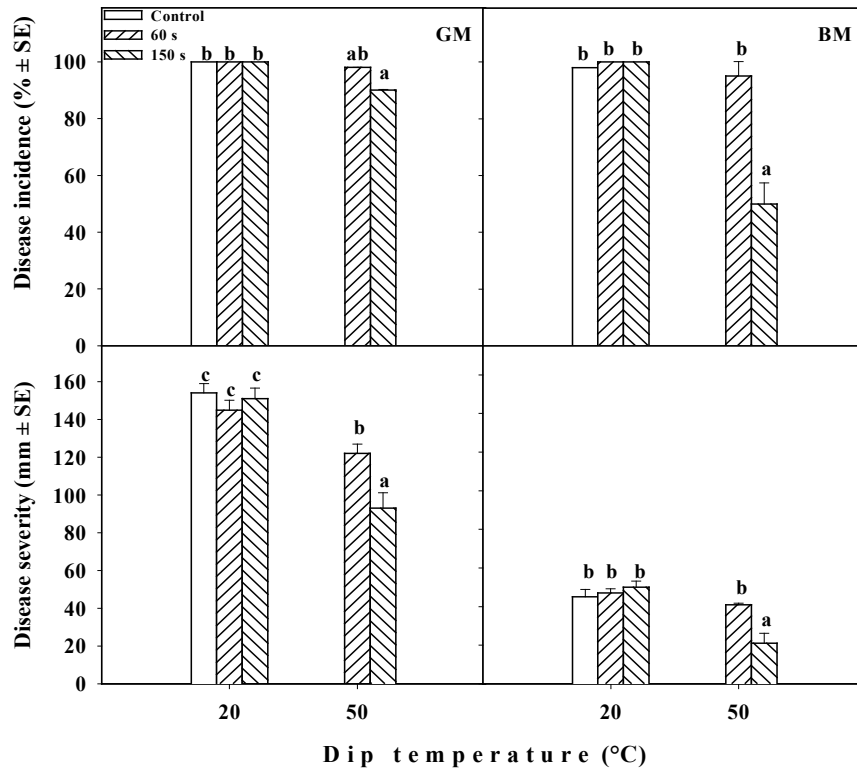 Control
60 s
150 s
GM
BM
Disease incidence (% ± SE)
100
80
60
40
20
0
b b b
ab
a
b b b
b
a
Disease severity (mm ± SE)
160
140
120
100
80
60
40
20
0
c c c
b
a
b b b
b
a
20 50 20 50
Dip temperature (°C)